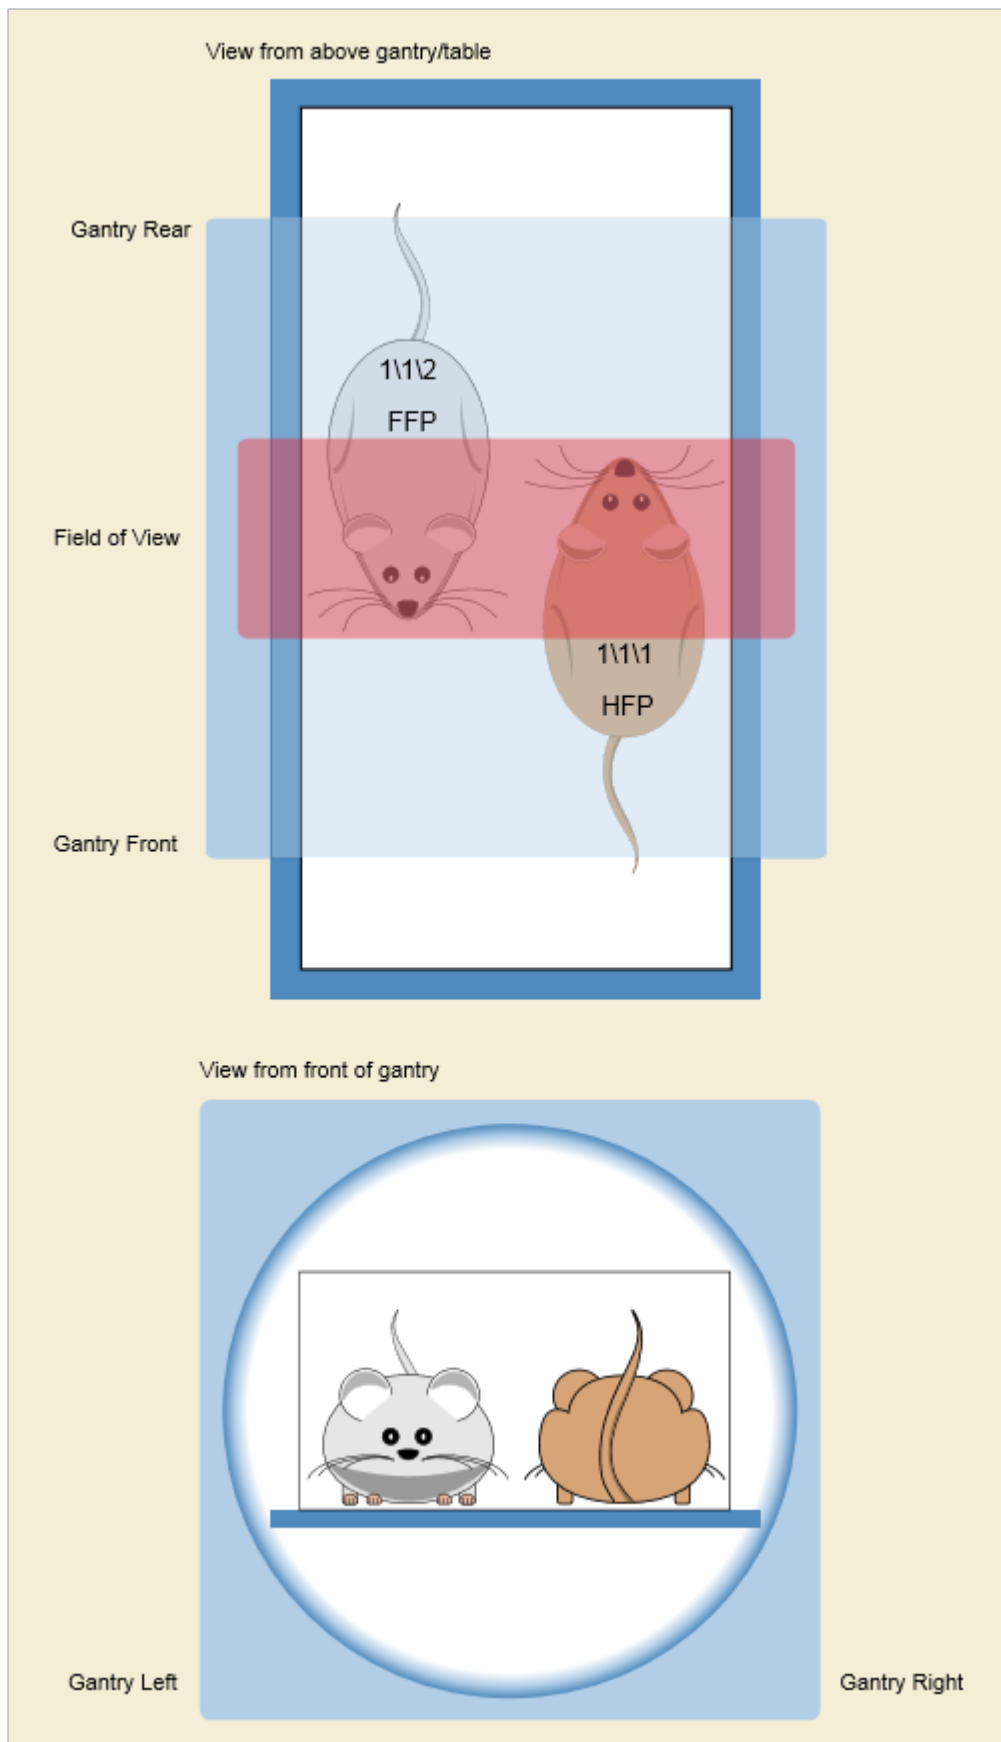 View from above gantry/table
Gantry Rear
1\1\2
FFP
Field of View
1\1\1
HFP
Gantry Front
View from front of gantry
Gantry Left
Gantry Right